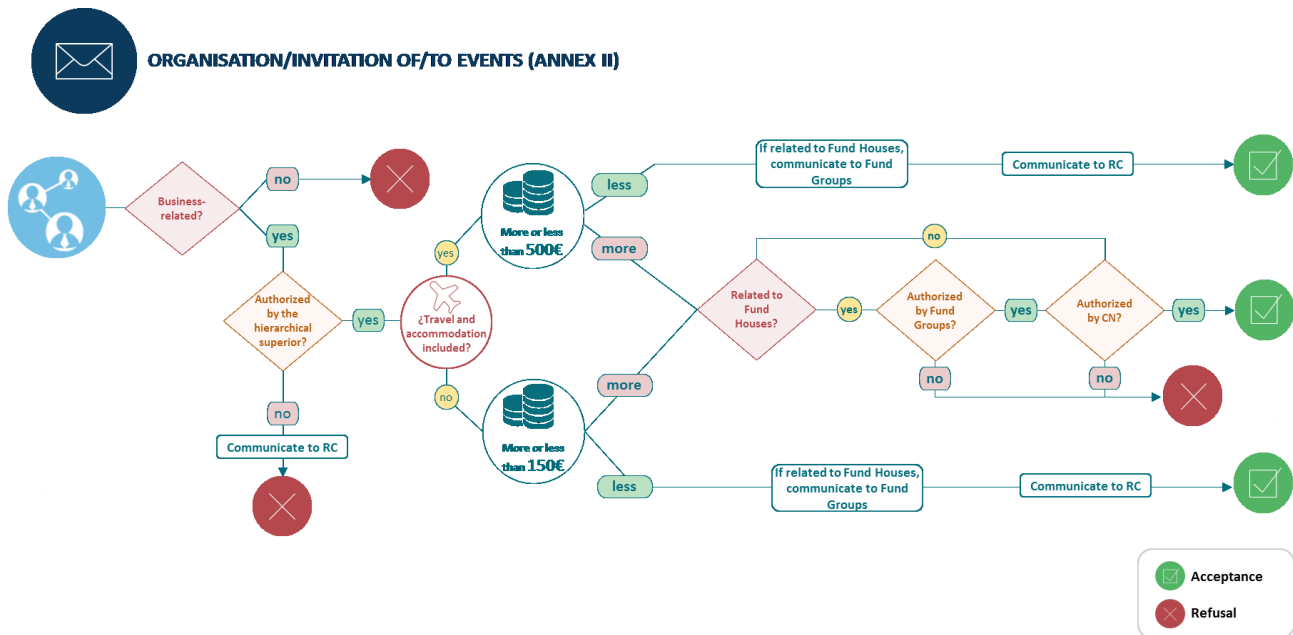 ORGANISATION/INVITATION OF/TO EVENTS (ANNEX II)
Business-
related?
no
yes
Authorized
by the
hierarchical
superior?
no
Communicate to RC
yes
¿Travel and
accommodation
included?
yes
More or less
than 500€
less
If related to Fund Houses,
communicate to Fund
Groups
Communicate to RC
more
no
More or less
than 150€
more
less
If related to Fund Houses,
communicate to Fund
Groups
Communicate to RC
Related to
Fund
Houses?
no
yes
Authorized
by Fund
Groups?
yes
no
Authorized
by CN?
yes
no
Acceptance
Refusal